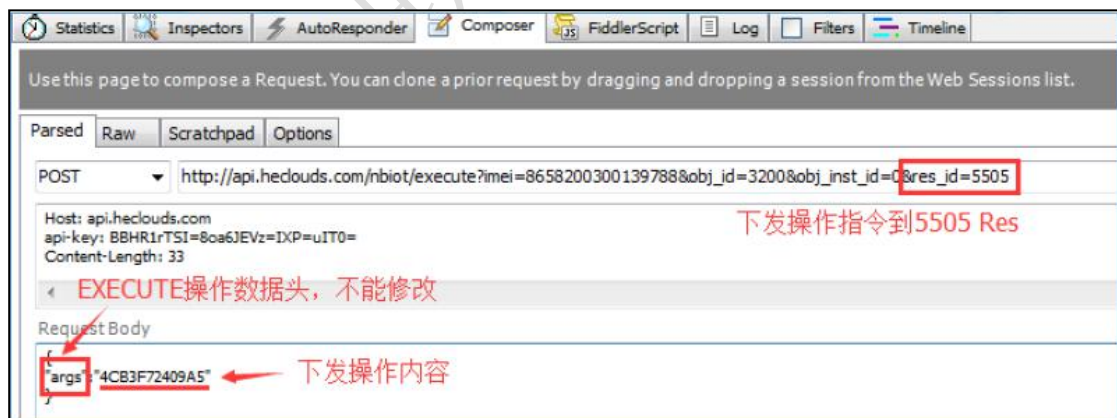 Statistics Inspectors AutoResponder Composer FiddlerScript Log Filters Timeline
Use this page to compose a Request. You can clone a prior request by dragging and dropping a session from the Web Sessions list.
Parsed Raw Scratchpad Options
POST http://api.heclouds.com/nbiot/execute?imei=8658200300139788&obj_id=3200&obj_inst_id=0&res_id=5505
Host: api.heclouds.com
api-key: BBHR1rTSI=8oa6JEVz=IXP=uIT0=
Content-Length: 33
下发操作指令到5505 Res
EXECUTE操作数据头，不能修改
Request Body
{
"args":"4CB3F72409A5"
下发操作内容
}